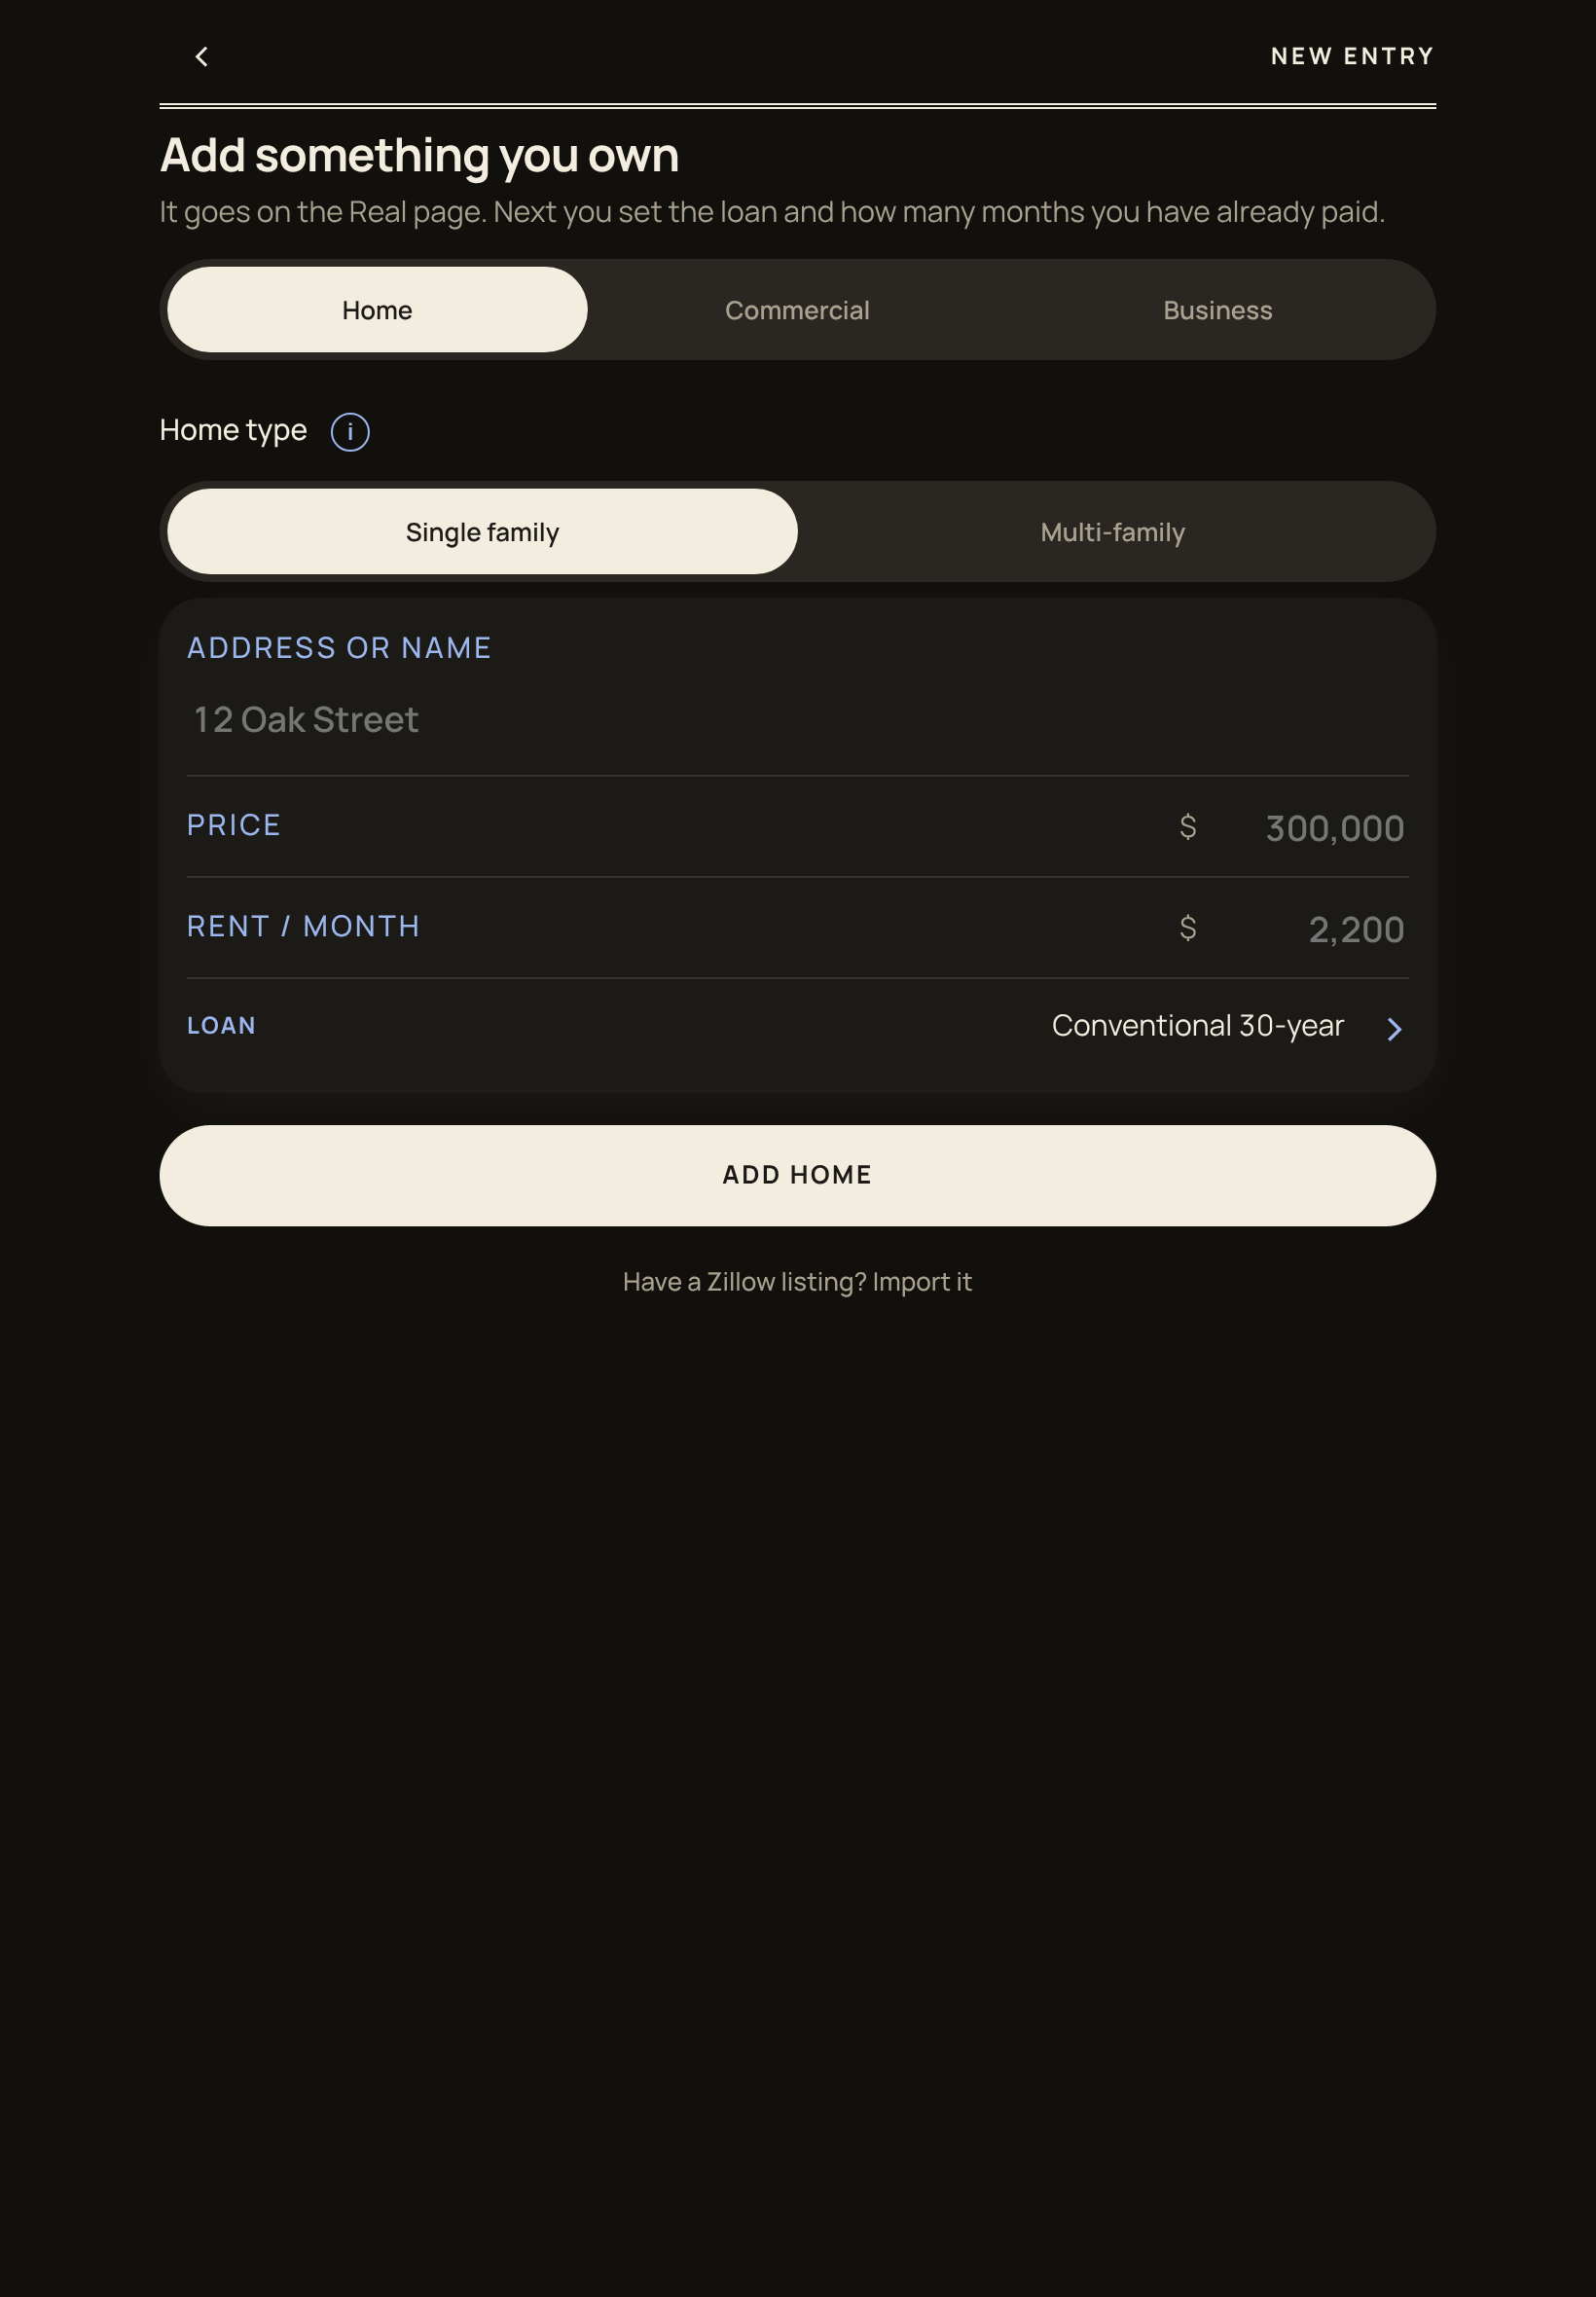 NEW ENTRY
Add something you own
It goes on the Real page. Next you set the loan and how many months you have already paid.
Home Commercial Business
Home type i
Single family Multi-family
ADDRESS OR NAME
12 Oak Street
PRICE $ 300,000
RENT / MONTH $ 2,200
LOAN Conventional 30-year
ADD HOME
Have a Zillow listing? Import it